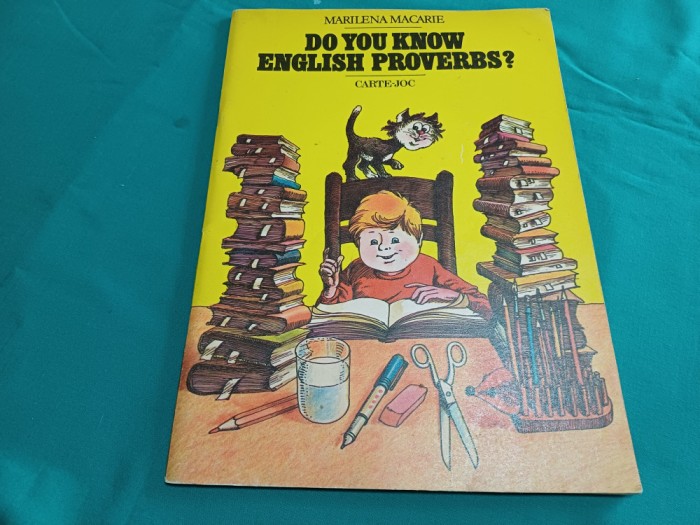 MARILENA MACARIE
DO YOU KNOW
ENGLISH PROVERBS?
CARTE-JOC